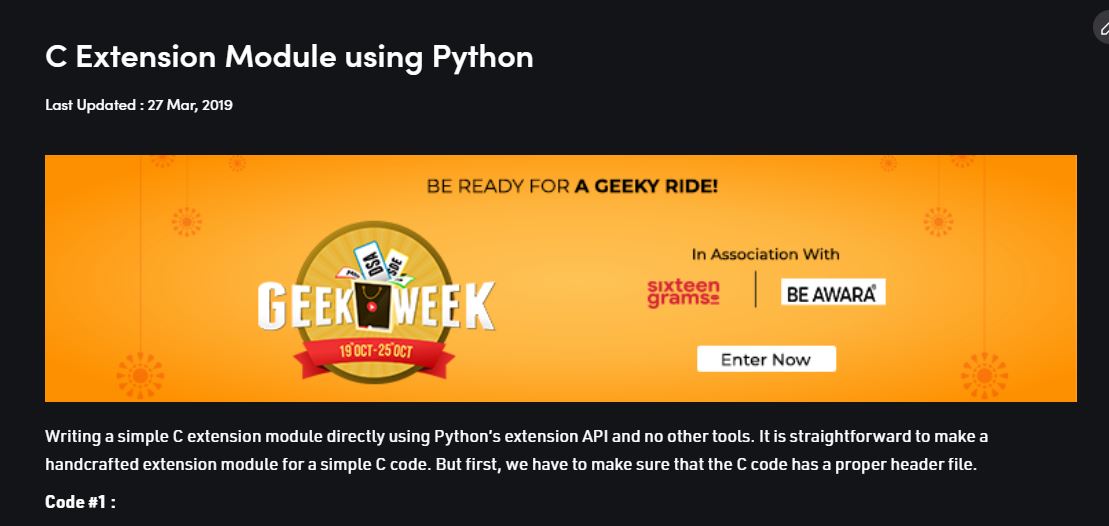 C Extension Module using Python
Last Updated : 27 Mar, 2019
BE READY FOR A GEEKY RIDE!
DSA
SDE
GEEK WEEK
19th OCT-25th OCT
In Association With
sixteen
grams
BE AWARA
Enter Now
Writing a simple C extension module directly using Python's extension API and no other tools. It is straightforward to make a
handcrafted extension module for a simple C code. But first, we have to make sure that the C code has a proper header file.
Code #1 :